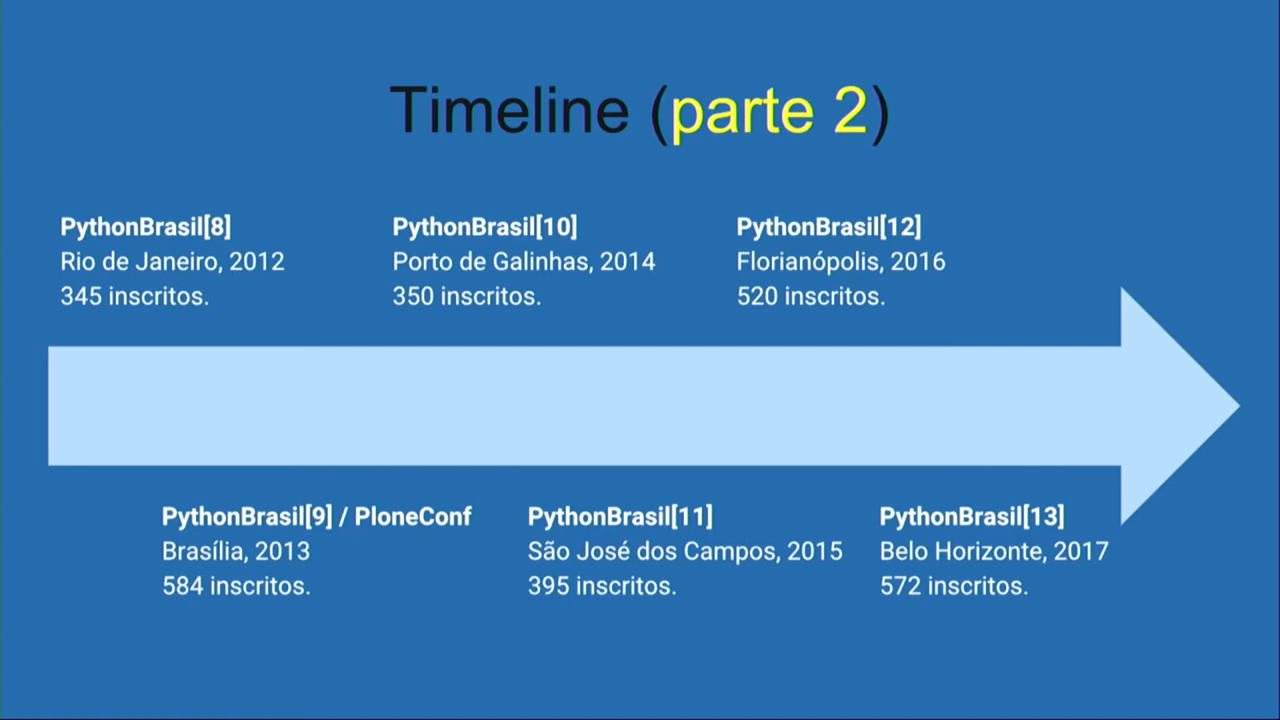 Timeline (parte 2)
PythonBrasil[8]
Rio de Janeiro, 2012
345 inscritos.
PythonBrasil[10]
Porto de Galinhas, 2014
350 inscritos.
PythonBrasil[12]
Florianópolis, 2016
520 inscritos.
PythonBrasil[9] / PloneConf
Brasília, 2013
584 inscritos.
PythonBrasil[11]
São José dos Campos, 2015
395 inscritos.
PythonBrasil[13]
Belo Horizonte, 2017
572 inscritos.